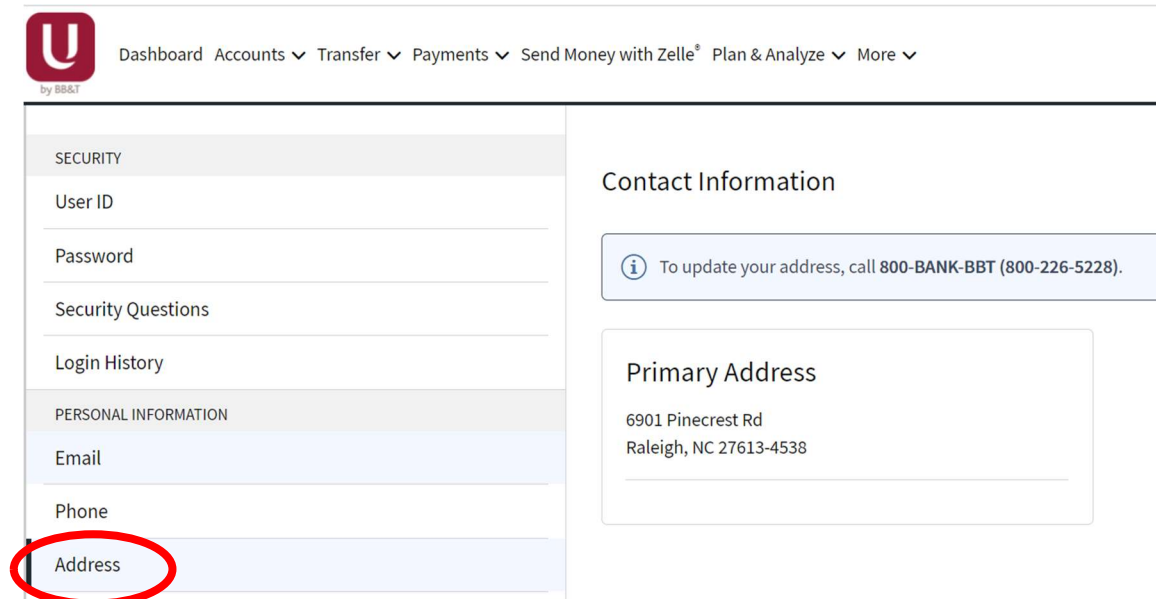 U
by BB&T
Dashboard Accounts Transfer Payments Send Money with Zelle® Plan & Analyze More
SECURITY
User ID
Password
Security Questions
Login History
PERSONAL INFORMATION
Email
Phone
Address
Contact Information
i To update your address, call 800-BANK-BBT (800-226-5228).
Primary Address
6901 Pinecrest Rd
Raleigh, NC 27613-4538